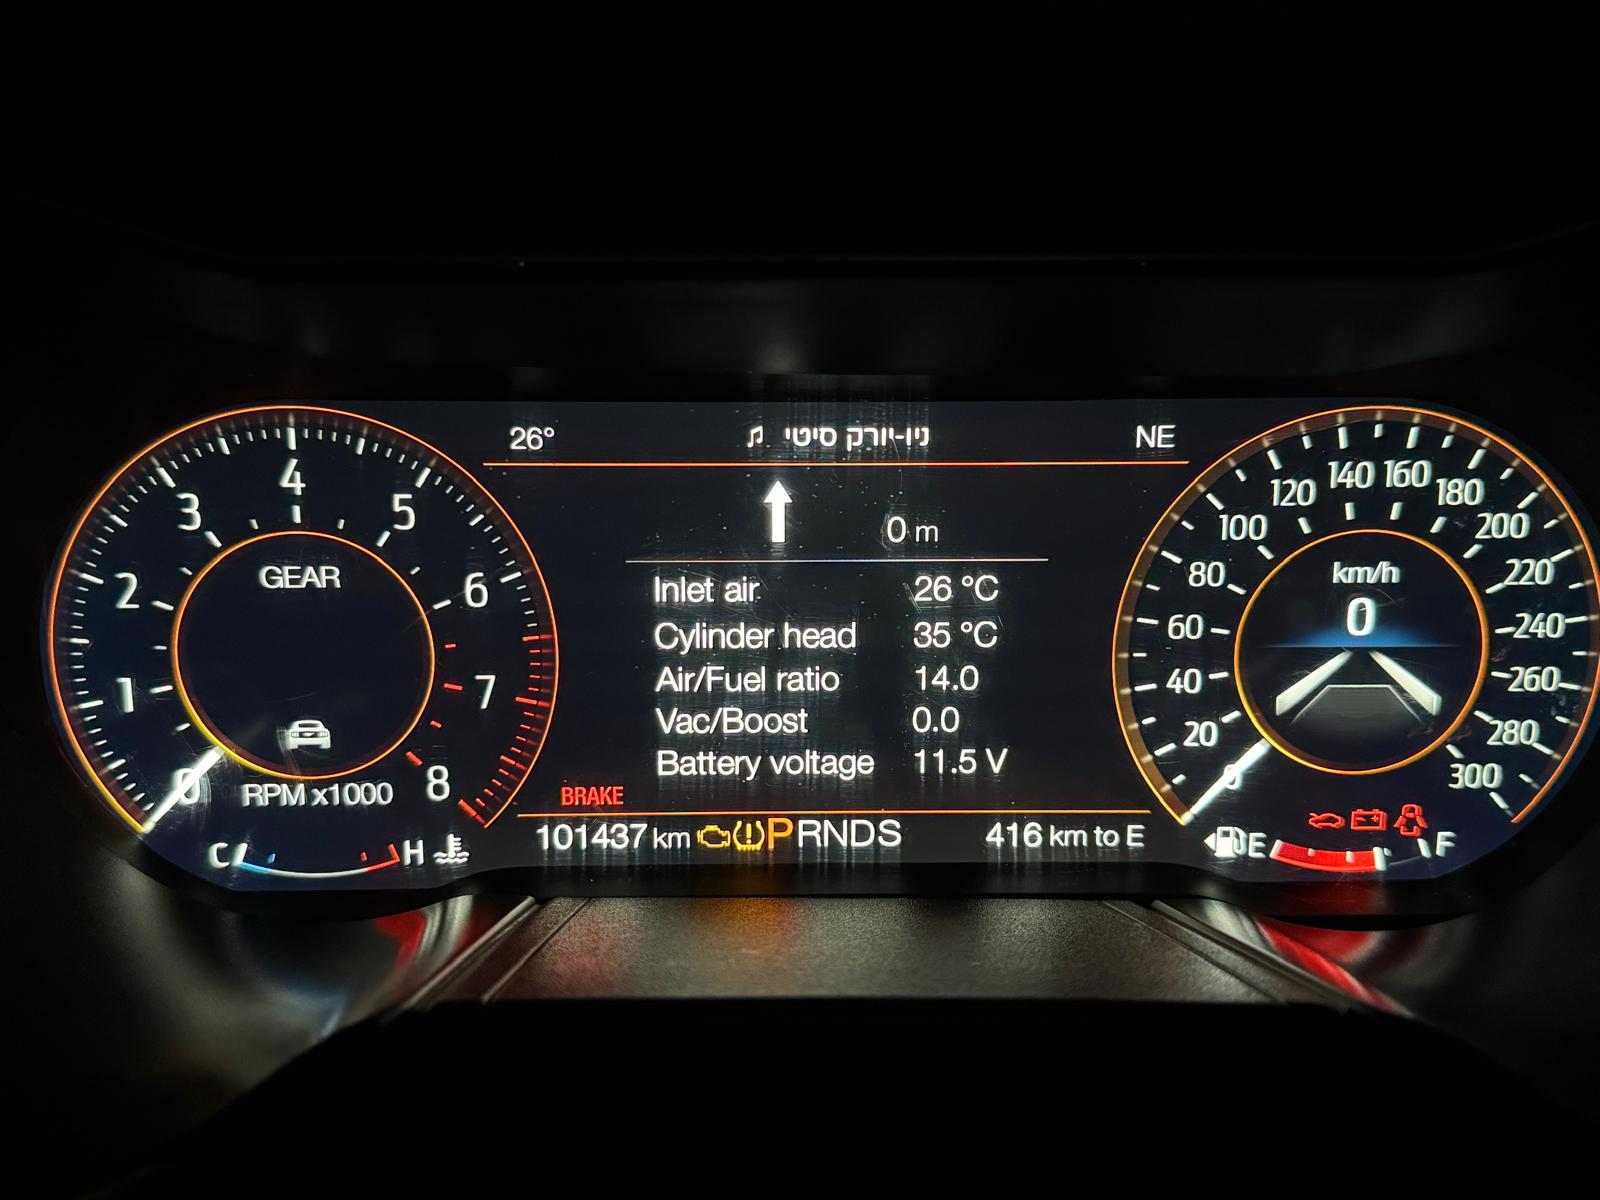 26° ניו-יורק סיטי NE
0 m
GEAR
0 1 2 3 4 5 6 7 8
RPM x1000
C H
Inlet air 26 °C
Cylinder head 35 °C
Air/Fuel ratio 14.0
Vac/Boost 0.0
Battery voltage 11.5 V
BRAKE
101437 km PRNDS 416 km to E
km/h
0
0 20 40 60 80 100 120 140 160 180 200 220 240 260 280 300
E F